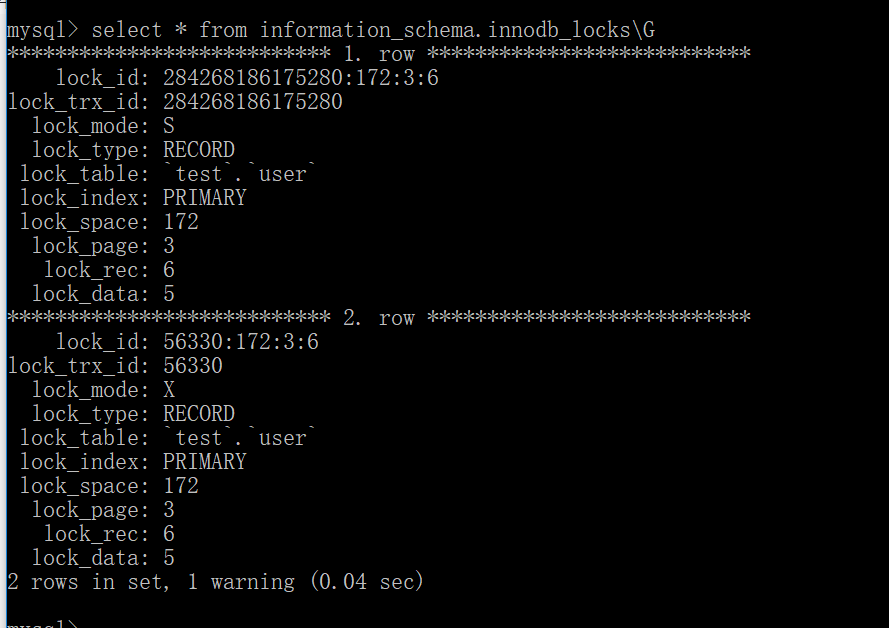 mysql> select * from information_schema.innodb_locks\G
*************************** 1. row ***************************
lock_id: 284268186175280:172:3:6
lock_trx_id: 284268186175280
lock_mode: S
lock_type: RECORD
lock_table: `test`.`user`
lock_index: PRIMARY
lock_space: 172
lock_page: 3
lock_rec: 6
lock_data: 5
*************************** 2. row ***************************
lock_id: 56330:172:3:6
lock_trx_id: 56330
lock_mode: X
lock_type: RECORD
lock_table: `test`.`user`
lock_index: PRIMARY
lock_space: 172
lock_page: 3
lock_rec: 6
lock_data: 5
2 rows in set, 1 warning (0.04 sec)
mysql>